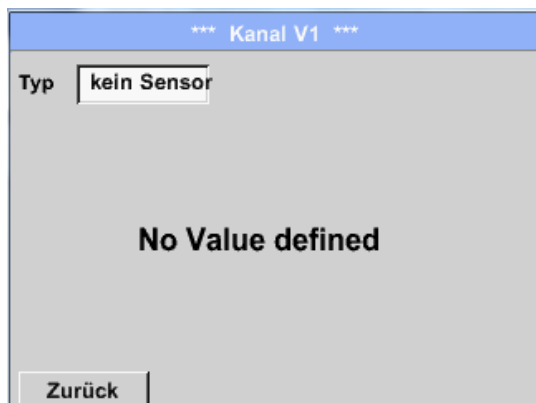 *** Kanal V1 ***
Typ kein Sensor
No Value defined
Zurück